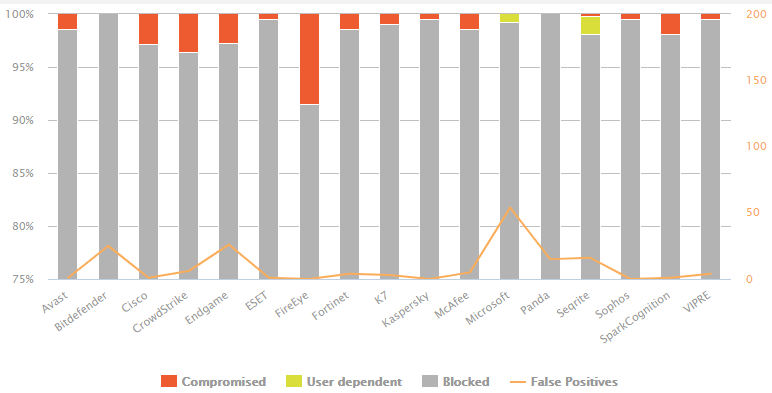 100%
95%
90%
85%
80%
75%
200
150
100
50
0
Avast
Bitdefender
Cisco
CrowdStrike
Endgame
ESET
FireEye
Fortinet
K7
Kaspersky
McAfee
Microsoft
Panda
Seqrite
Sophos
SparkCognition
VIPRE
Compromised User dependent Blocked False Positives